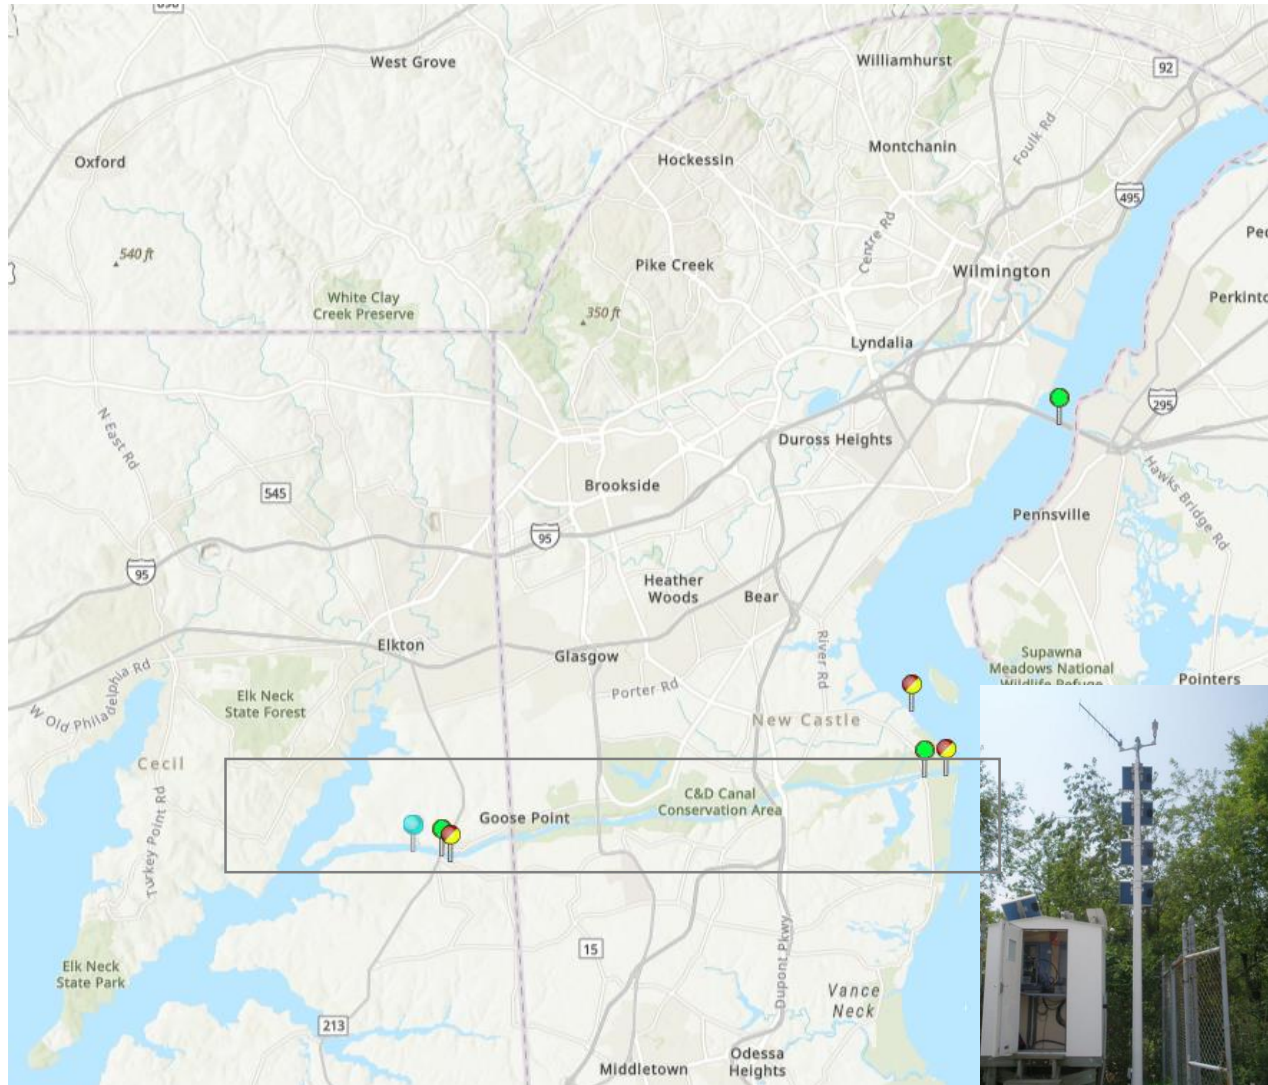 West Grove
Williamhurst
92
Foulk Rd
Montchanin
Oxford
Hockessin
495
Centre Rd
540 ft
Pike Creek
Wilmington
White Clay
Creek Preserve
350 ft
Lyndalia
295
N East Rd
Duross Heights
Hawks Bridge Rd
545
Brookside
95
Pennsville
95
Heather
Woods
Bear
Elkton
Glasgow
River Rd
Supawna
Meadows National
Wildlife Refuge
W Old Philadelphia Rd
Elk Neck
State Forest
Porter Rd
Pointers
New Castle
Cecil
C&D Canal
Conservation Area
Goose Point
Turkey Point Rd
15
Dupont Pkwy
Elk Neck
State Park
Vance
Neck
213
Middletown
Odessa
Heights